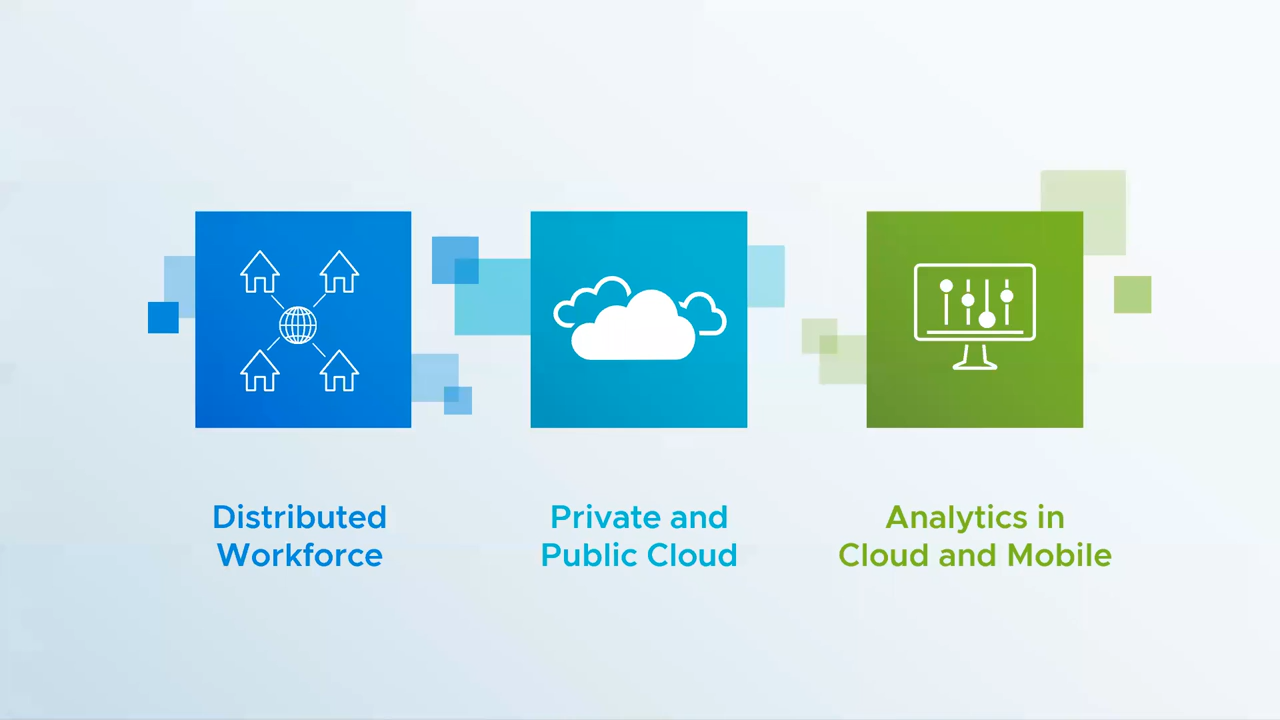 Distributed
Workforce
Private and
Public Cloud
Analytics in
Cloud and Mobile